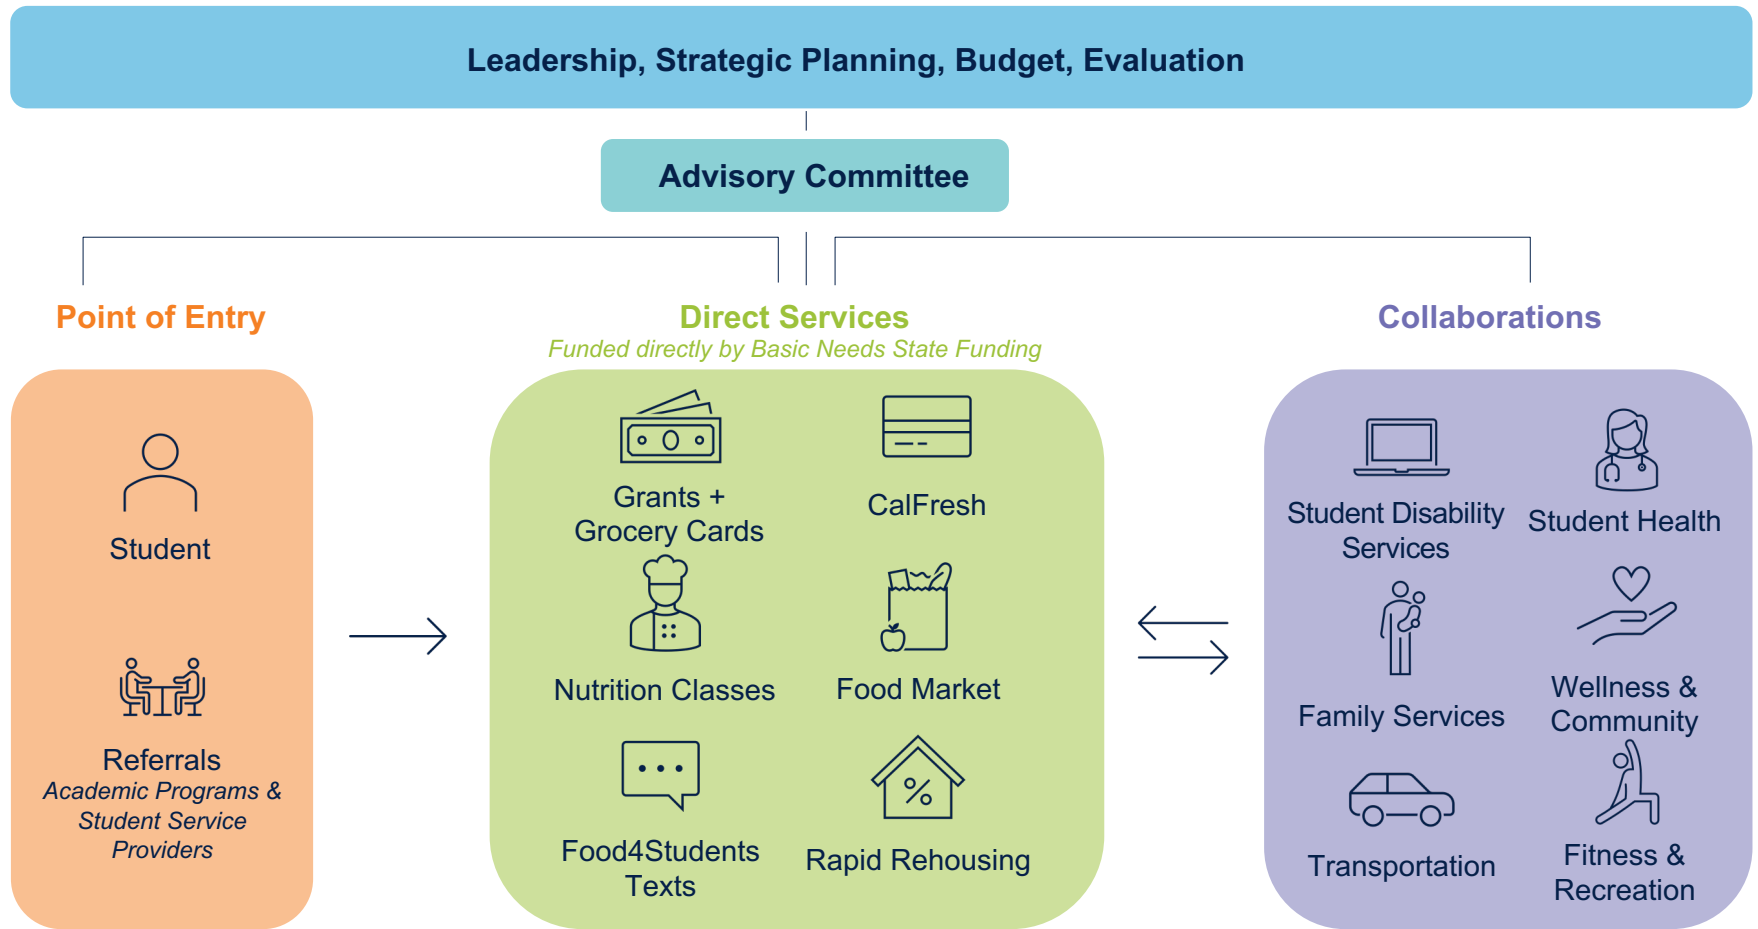 Leadership, Strategic Planning, Budget, Evaluation
Advisory Committee
Point of Entry
Student
Referrals
Academic Programs &
Student Service
Providers
Direct Services
Funded directly by Basic Needs State Funding
Grants +
Grocery Cards
CalFresh
Nutrition Classes
Food Market
Food4Students
Texts
Rapid Rehousing
Collaborations
Student Disability
Services
Student Health
Family Services
Wellness &
Community
Transportation
Fitness &
Recreation